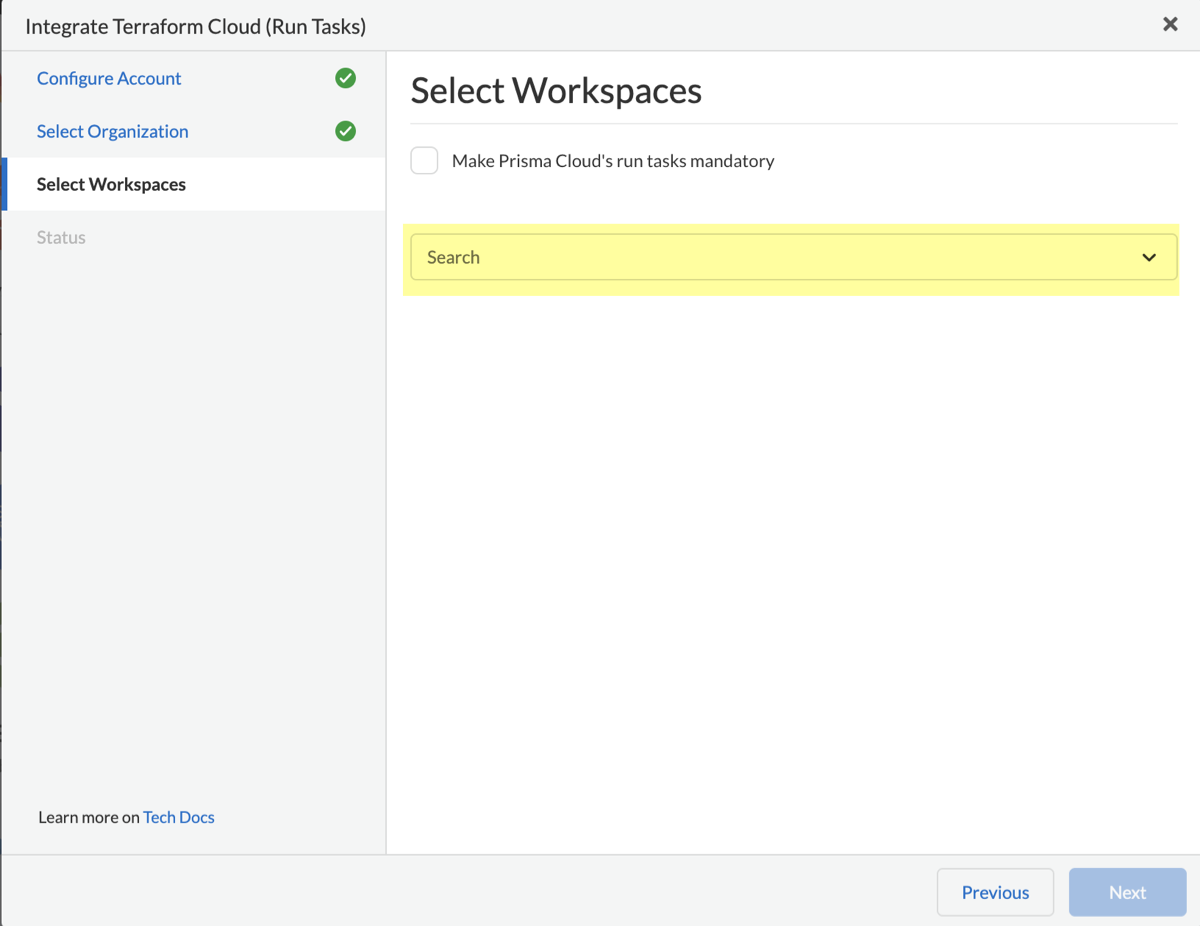 Integrate Terraform Cloud (Run Tasks)
Configure Account
Select Organization
Select Workspaces
Status
Learn more on Tech Docs
Select Workspaces
Make Prisma Cloud's run tasks mandatory
Search
Previous
Next